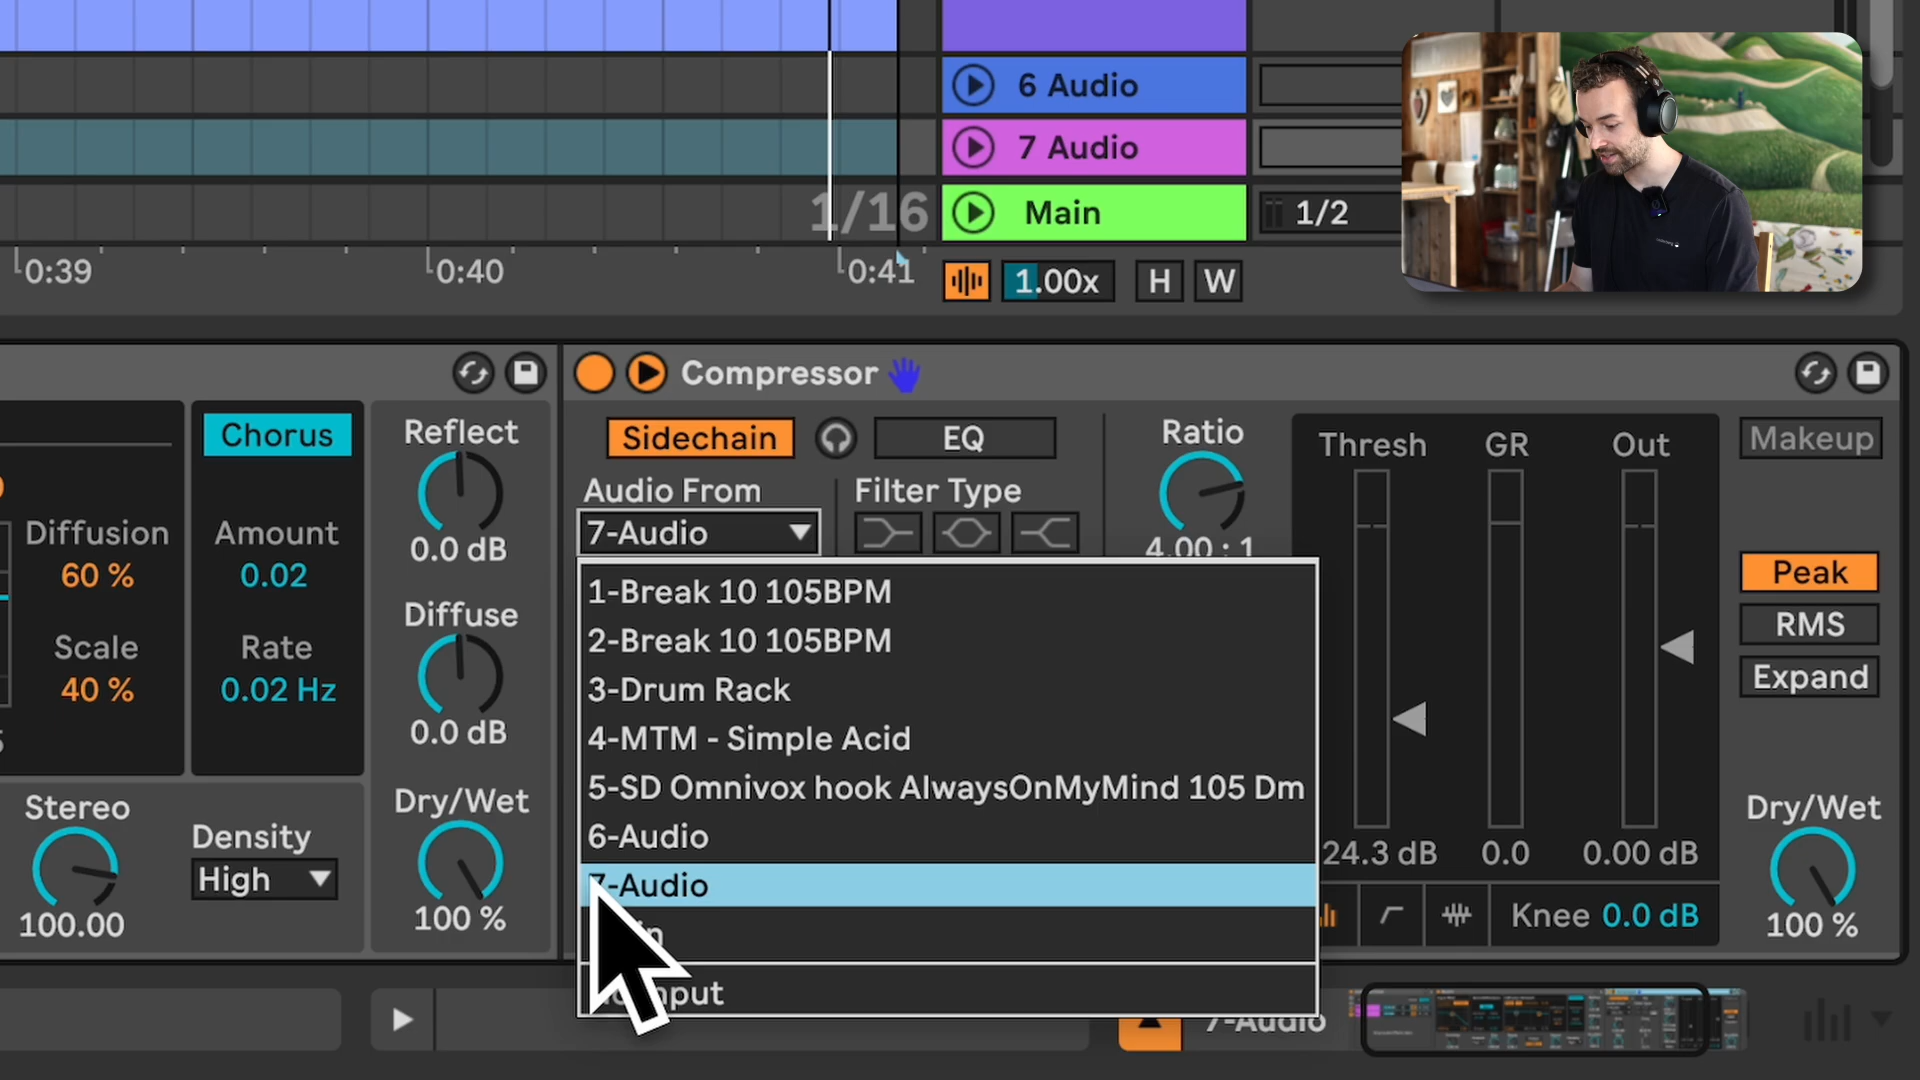 6 Audio
7 Audio
1/16
Main
1/2
0:39
0:40
0:41
1.00x
H
W
Compressor
Chorus
Reflect
0.0 dB
Sidechain
EQ
Ratio
4.00 : 1
Thresh
GR
Out
Makeup
Audio From
7-Audio
Filter Type
Diffusion
60 %
Amount
0.02
Scale
40 %
Rate
0.02 Hz
Diffuse
0.0 dB
1-Break 10 105BPM
2-Break 10 105BPM
3-Drum Rack
4-MTM - Simple Acid
5-SD Omnivox hook AlwaysOnMyMind 105 Dm
6-Audio
7-Audio
Peak
RMS
Expand
Stereo
100.00
Density
High
Dry/Wet
100 %
24.3 dB
0.0
0.00 dB
Knee 0.0 dB
Dry/Wet
100 %
7-Audio